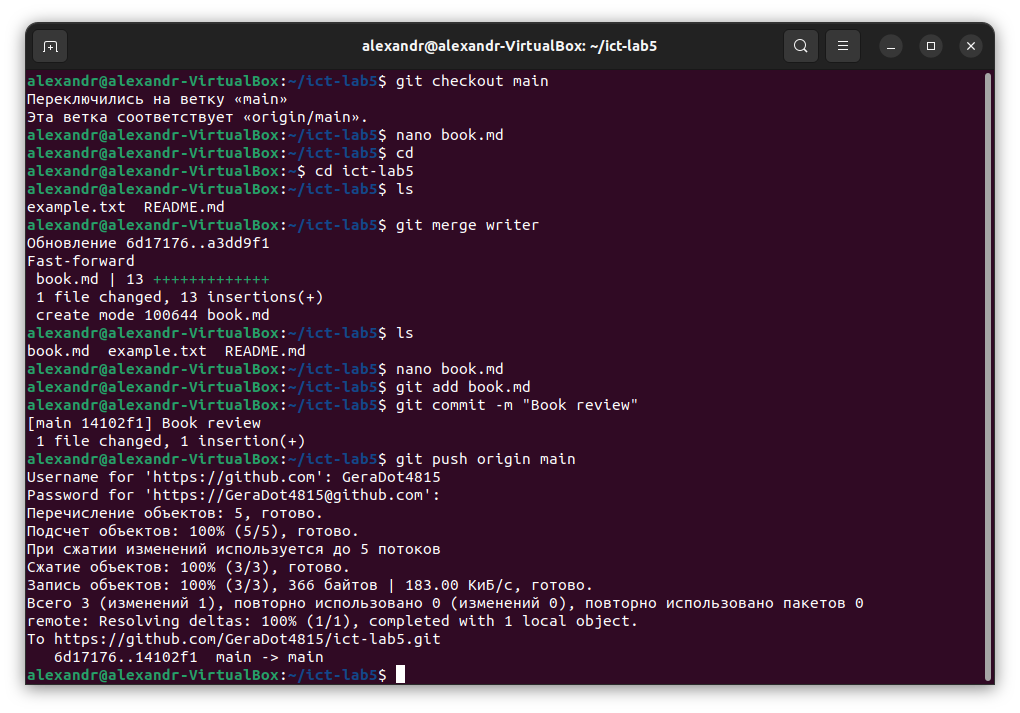 alexandr@alexandr-VirtualBox: ~/ict-lab5
alexandr@alexandr-VirtualBox:~/ict-lab5$ git checkout main
Переключились на ветку «main»
Эта ветка соответствует «origin/main».
alexandr@alexandr-VirtualBox:~/ict-lab5$ nano book.md
alexandr@alexandr-VirtualBox:~/ict-lab5$ cd
alexandr@alexandr-VirtualBox:~$ cd ict-lab5
alexandr@alexandr-VirtualBox:~/ict-lab5$ ls
example.txt  README.md
alexandr@alexandr-VirtualBox:~/ict-lab5$ git merge writer
Обновление 6d17176..a3dd9f1
Fast-forward
 book.md | 13 +++++++++++++
 1 file changed, 13 insertions(+)
 create mode 100644 book.md
alexandr@alexandr-VirtualBox:~/ict-lab5$ ls
book.md  example.txt  README.md
alexandr@alexandr-VirtualBox:~/ict-lab5$ nano book.md
alexandr@alexandr-VirtualBox:~/ict-lab5$ git add book.md
alexandr@alexandr-VirtualBox:~/ict-lab5$ git commit -m "Book review"
[main 14102f1] Book review
 1 file changed, 1 insertion(+)
alexandr@alexandr-VirtualBox:~/ict-lab5$ git push origin main
Username for 'https://github.com': GeraDot4815
Password for 'https://GeraDot4815@github.com':
Перечисление объектов: 5, готово.
Подсчет объектов: 100% (5/5), готово.
При сжатии изменений используется до 5 потоков
Сжатие объектов: 100% (3/3), готово.
Запись объектов: 100% (3/3), 366 байтов | 183.00 КиБ/с, готово.
Всего 3 (изменений 1), повторно использовано 0 (изменений 0), повторно использовано пакетов 0
remote: Resolving deltas: 100% (1/1), completed with 1 local object.
To https://github.com/GeraDot4815/ict-lab5.git
   6d17176..14102f1  main -> main
alexandr@alexandr-VirtualBox:~/ict-lab5$